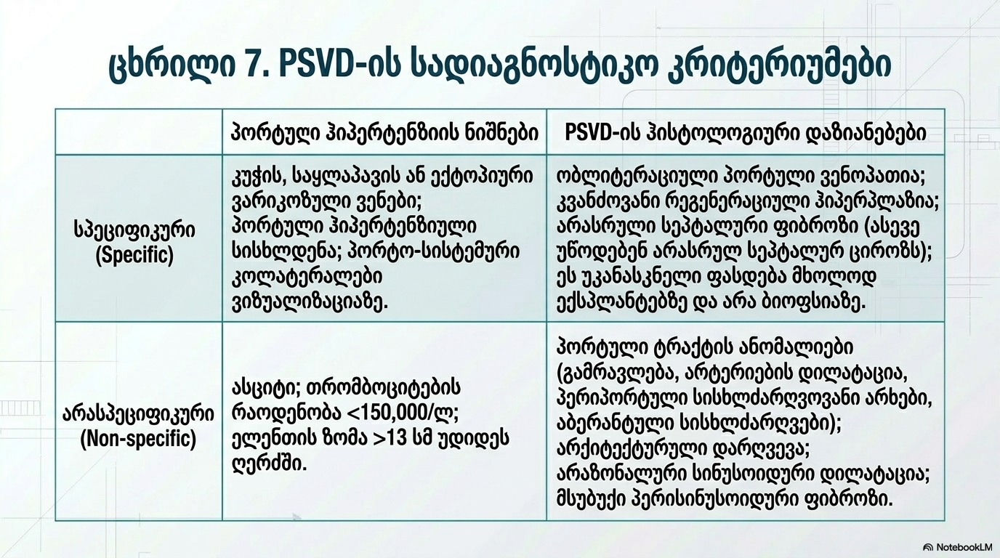 ცხრილი 7. PSVD-ის სადიაგნოსტიკო კრიტერიუმები
პორტული ჰიპერტენზიის ნიშნები
PSVD-ის ჰისტოლოგიური დაზიანებები
სპეციფიკური
(Specific)
კუჭის, საყლაპავის ან ექტოპიური
ვარიკოზული ვენები;
პორტული ჰიპერტენზიული
სისხლდენა; პორტო-სისტემური
კოლატერალები
ვიზუალიზაციაზე.
ობლიტერაციული პორტული ვენოპათია;
კვანძოვანი რეგენერაციული ჰიპერპლაზია;
არასრული სეპტალური ფიბროზი (ასევე
უწოდებენ არასრულ სეპტალურ ციროზს);
ეს უკანასკნელი ფასდება მხოლოდ
ექსპლანტებზე და არა ბიოფსიაზე.
არასპეციფიკური
(Non-specific)
ასციტი; თრომბოციტების
რაოდენობა <150,000/ლ;
ელენთის ზომა >13 სმ უდიდეს
ღერძში.
პორტული ტრაქტის ანომალიები
(გამრავლება, არტერიების დილატაცია,
პერიპორტული სისხლძარღვოვანი არხები,
აბერანტული სისხლძარღვები);
არქიტექტურული დარღვევა;
არაზონალური სინუსოიდური დილატაცია;
მსუბუქი პერისინუსოიდური ფიბროზი.
NotebookLM